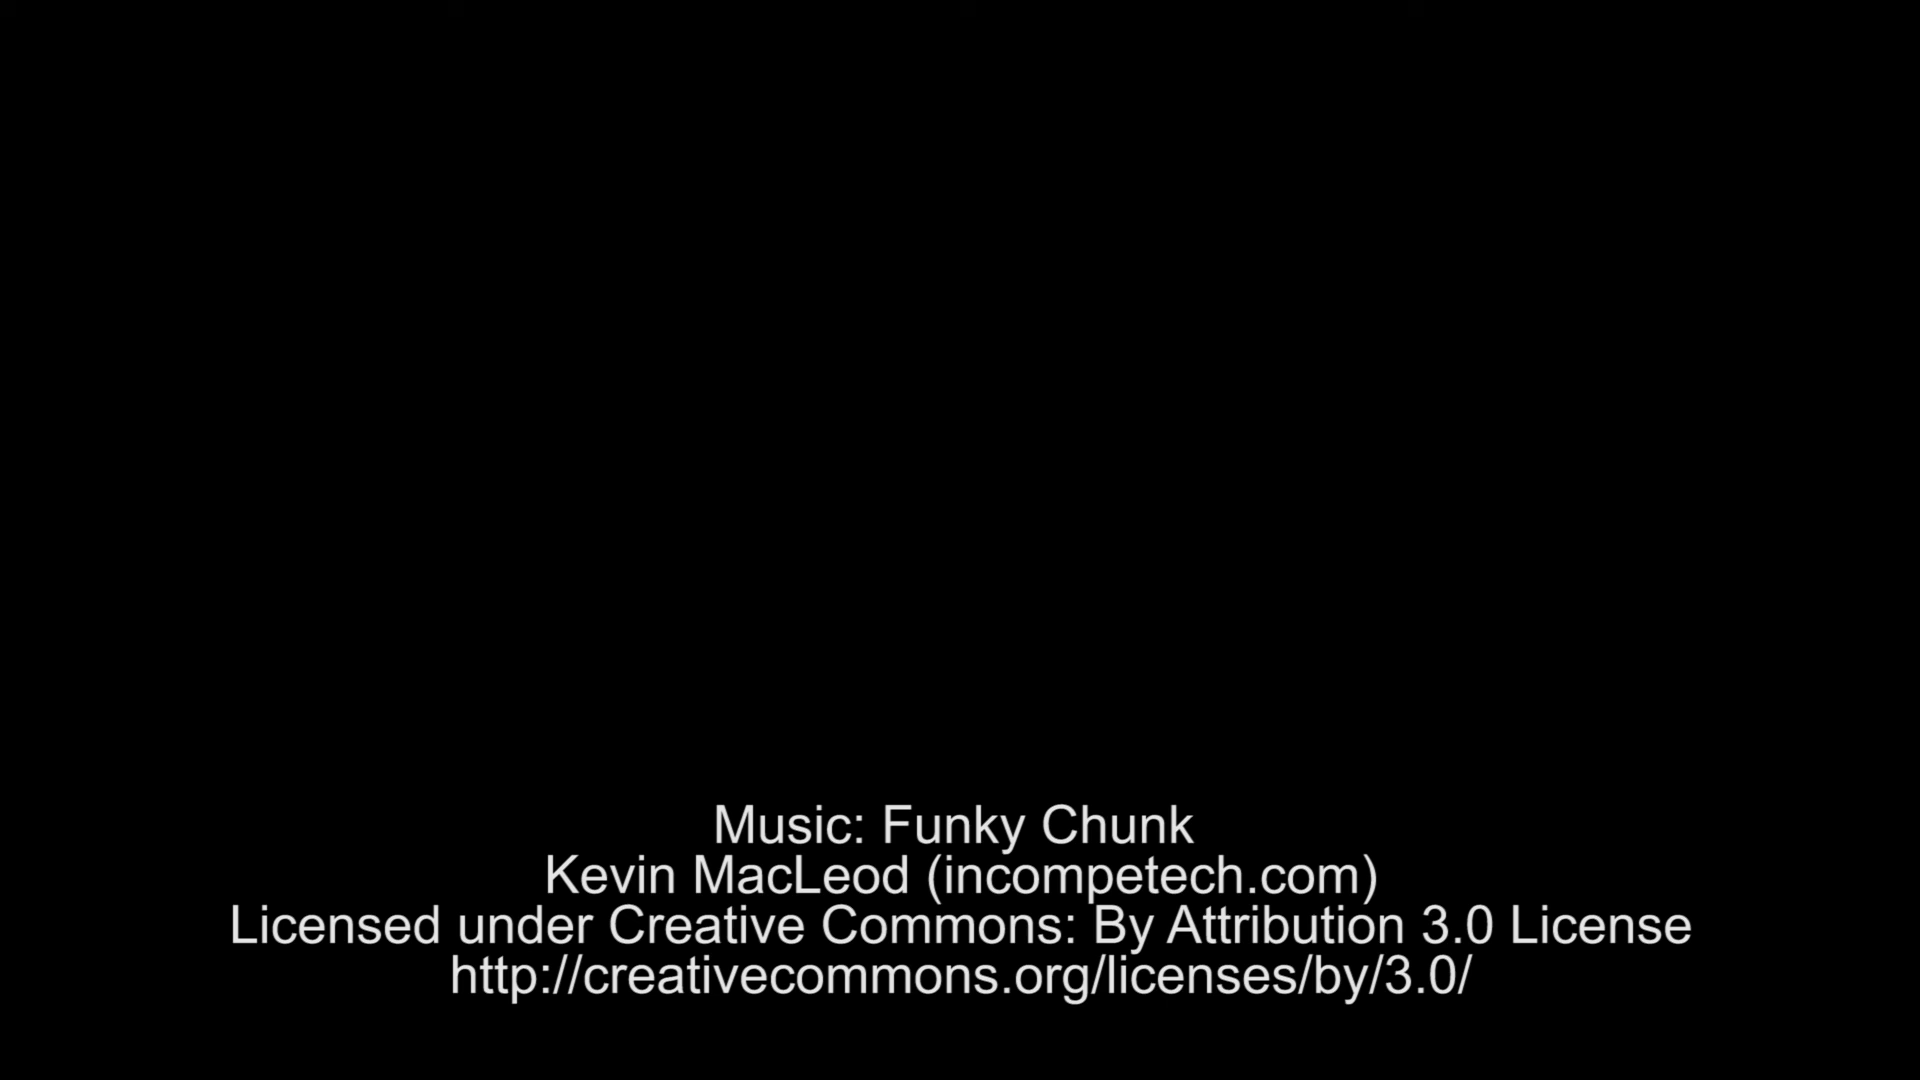 Music: Funky Chunk
Kevin MacLeod (incompetech.com)
Licensed under Creative Commons: By Attribution 3.0 License
http://creativecommons.org/licenses/by/3.0/